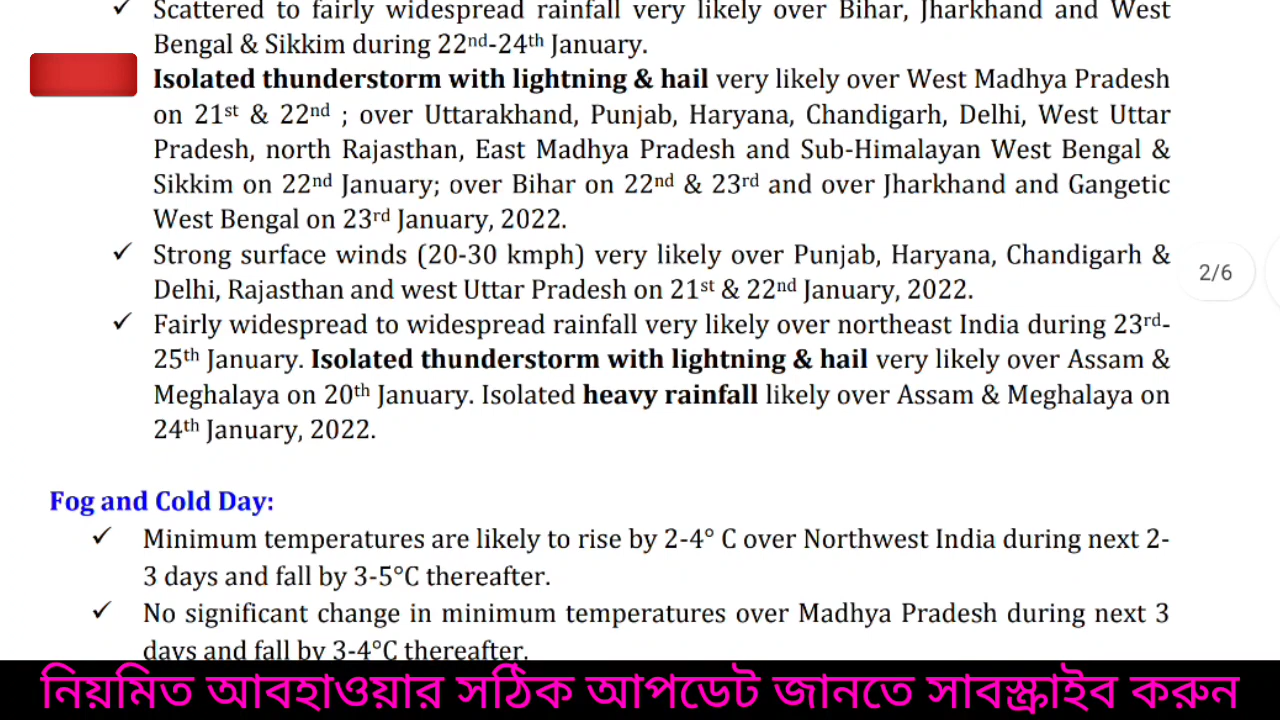 ✓ Scattered to fairly widespread rainfall very likely over Bihar, Jharkhand and West
Bengal & Sikkim during 22nd-24th January.
Isolated thunderstorm with lightning & hail very likely over West Madhya Pradesh
on 21st & 22nd ; over Uttarakhand, Punjab, Haryana, Chandigarh, Delhi, West Uttar
Pradesh, north Rajasthan, East Madhya Pradesh and Sub-Himalayan West Bengal &
Sikkim on 22nd January; over Bihar on 22nd & 23rd and over Jharkhand and Gangetic
West Bengal on 23rd January, 2022.
✓ Strong surface winds (20-30 kmph) very likely over Punjab, Haryana, Chandigarh &
Delhi, Rajasthan and west Uttar Pradesh on 21st & 22nd January, 2022.
2/6
✓ Fairly widespread to widespread rainfall very likely over northeast India during 23rd-
25th January. Isolated thunderstorm with lightning & hail very likely over Assam &
Meghalaya on 20th January. Isolated heavy rainfall likely over Assam & Meghalaya on
24th January, 2022.
Fog and Cold Day:
✓ Minimum temperatures are likely to rise by 2-4° C over Northwest India during next 2-
3 days and fall by 3-5°C thereafter.
✓ No significant change in minimum temperatures over Madhya Pradesh during next 3
days and fall by 3-4°C thereafter.
নিয়মিত আবহাওয়ার সঠিক আপডেট জানতে সাবস্ক্রাইব করুন